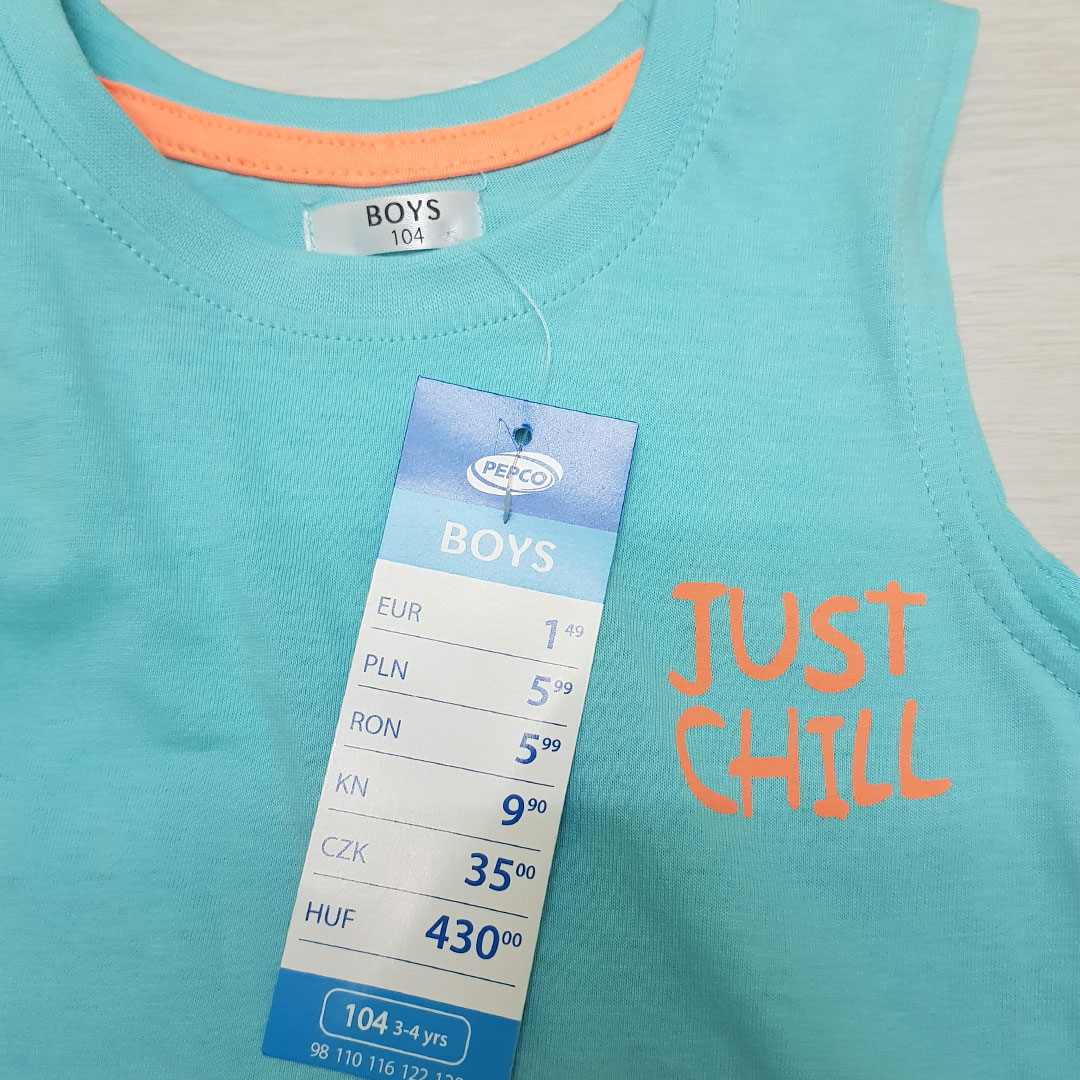 BOYS
104
PEPCO
BOYS
EUR 1 49
PLN 5 99
RON 5 99
KN 9 90
CZK 35 00
HUF 430 00
104 3-4 yrs
98 110 116 122
JUST
CHILL